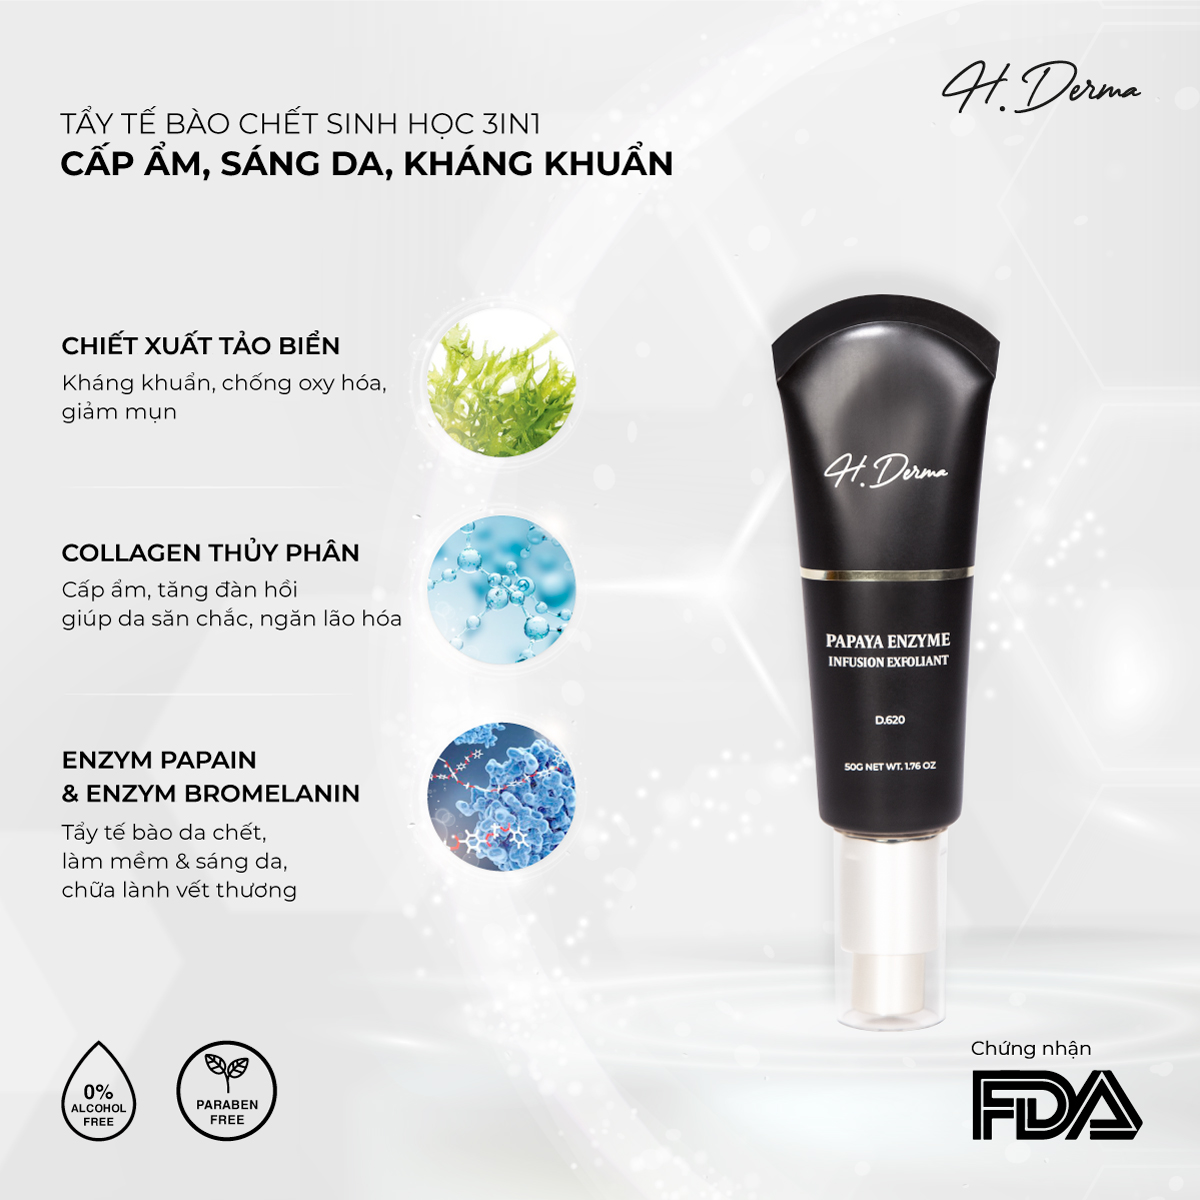 H. Derma
TẨY TẾ BÀO CHẾT SINH HỌC 3IN1
CẤP ẨM, SÁNG DA, KHÁNG KHUẨN
CHIẾT XUẤT TẢO BIỂN
Kháng khuẩn, chống oxy hóa,
giảm mụn
COLLAGEN THỦY PHÂN
Cấp ẩm, tăng đàn hồi
giúp da săn chắc, ngăn lão hóa
ENZYM PAPAIN
& ENZYM BROMELANIN
Tẩy tế bào da chết,
làm mềm & sáng da,
chữa lành vết thương
H. Derma
PAPAYA ENZYME
INFUSION EXFOLIANT
D.620
50G NET WT. 1.76 OZ
0%
ALCOHOL
FREE
PARABEN
FREE
Chứng nhận
FDA